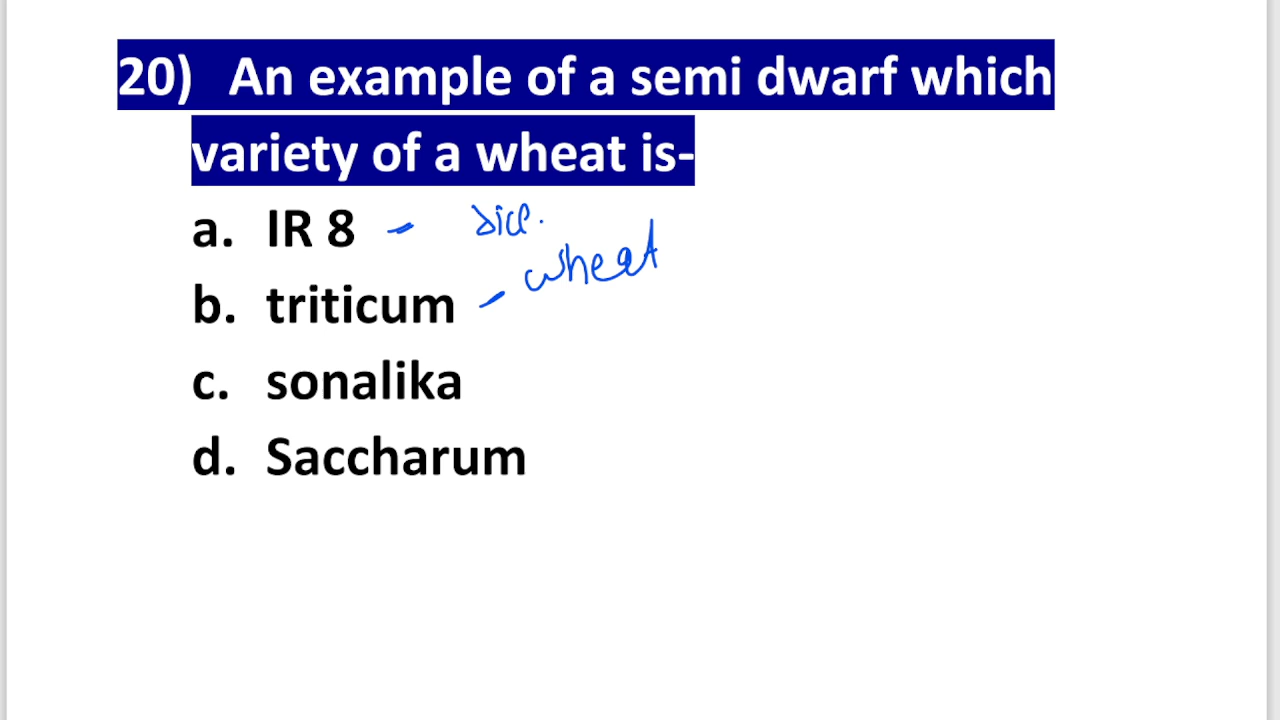 20) An example of a semi dwarf which
variety of a wheat is-
a. IR 8 - rice.
b. triticum - wheat
c. sonalika
d. Saccharum